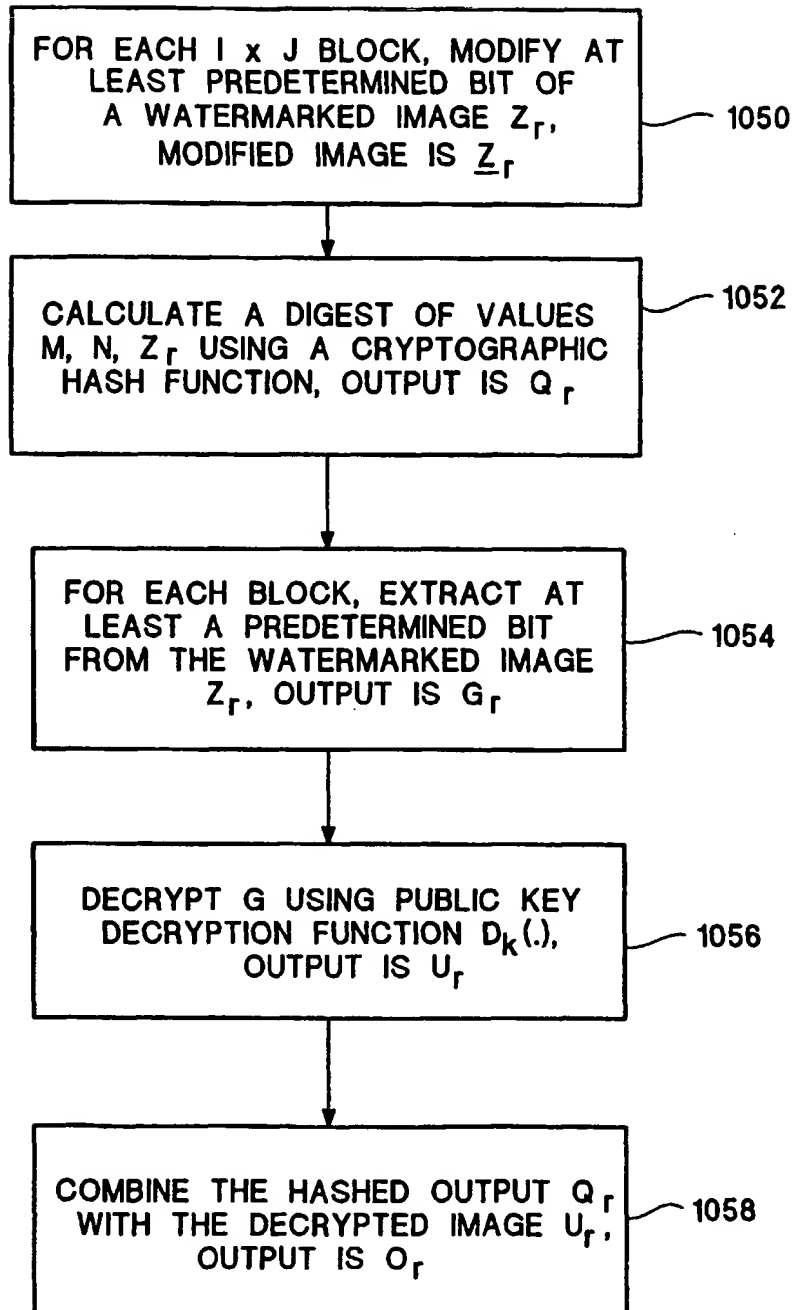 FOR EACH I x J BLOCK, MODIFY AT
LEAST PREDETERMINED BIT OF
A WATERMARKED IMAGE Zr,
MODIFIED IMAGE IS Zr
1050
CALCULATE A DIGEST OF VALUES
M, N, Zr USING A CRYPTOGRAPHIC
HASH FUNCTION, OUTPUT IS Qr
1052
FOR EACH BLOCK, EXTRACT AT
LEAST A PREDETERMINED BIT
FROM THE WATERMARKED IMAGE
Zr, OUTPUT IS Gr
1054
DECRYPT G USING PUBLIC KEY
DECRYPTION FUNCTION Dk(.),
OUTPUT IS Ur
1056
COMBINE THE HASHED OUTPUT Qr
WITH THE DECRYPTED IMAGE Ur,
OUTPUT IS Or
1058